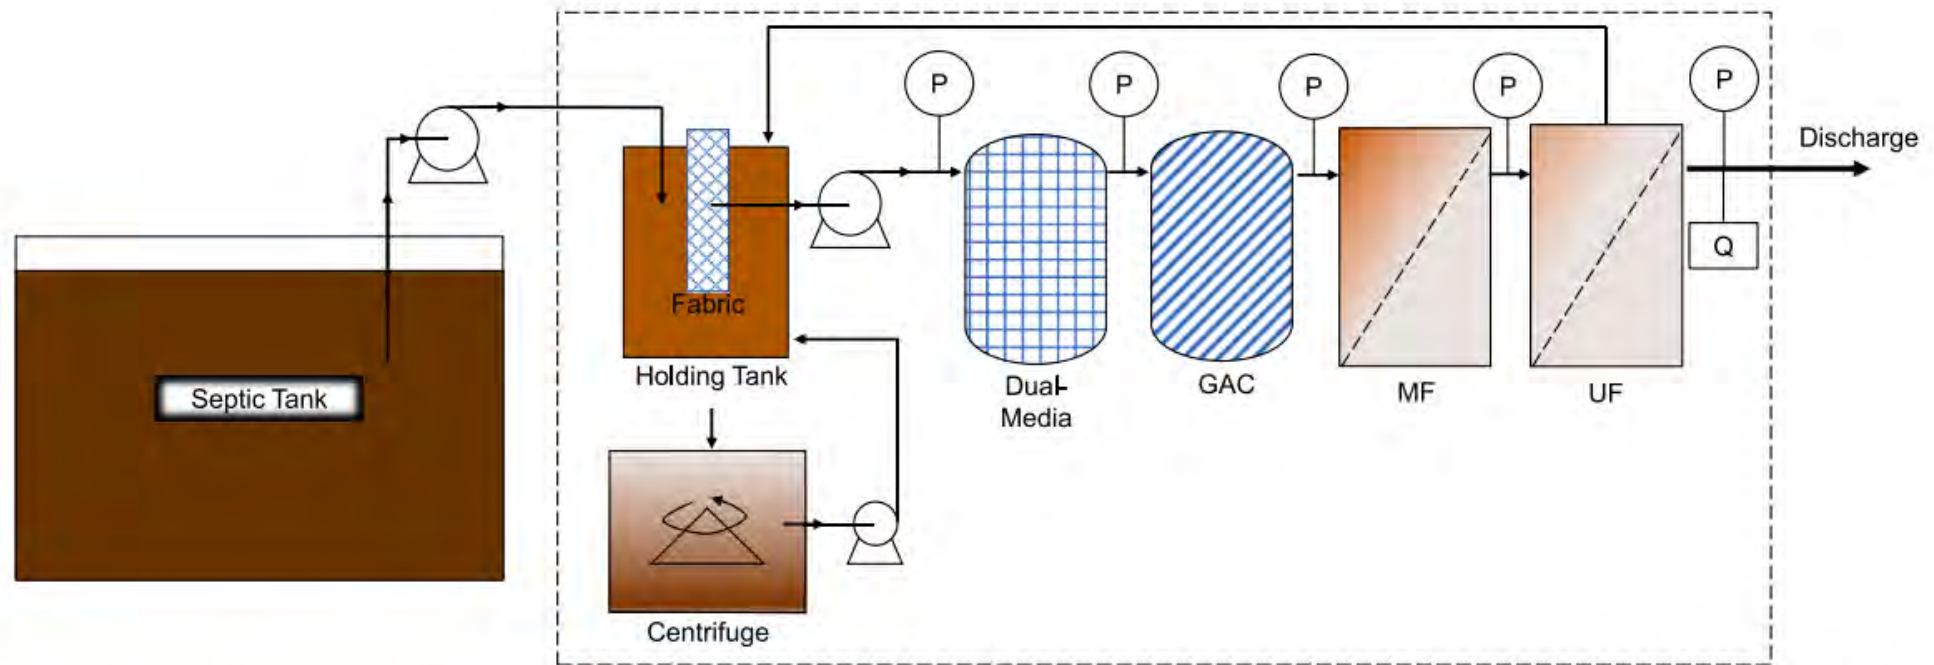 P
P
P
P
P
Discharge
Q
Fabric
Septic Tank
Holding Tank
Dual-
Media
GAC
MF
UF
Centrifuge